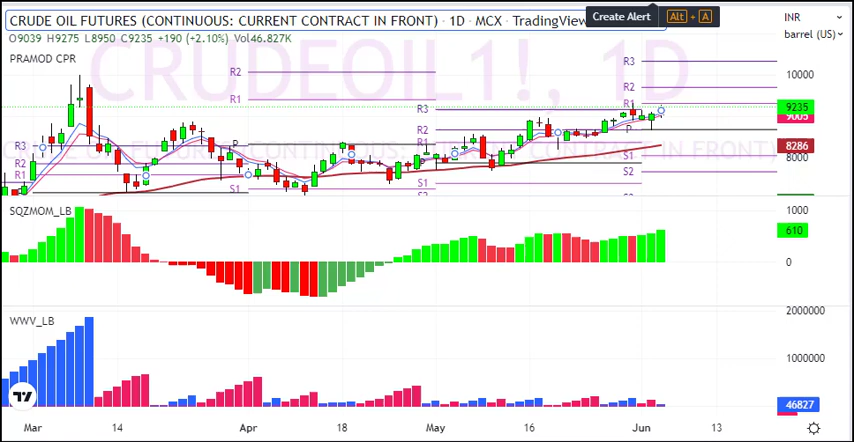 CRUDE OIL FUTURES (CONTINUOUS: CURRENT CONTRACT IN FRONT) · 1D · MCX · TradingView
Create Alert Alt + A
INR
barrel (US)
O9039 H9275 L8950 C9235 +190 (+2.10%) Vol46.827K
PRAMOD CPR
CRUDEOIL1!, 1D
R3
R2
R2
10000
R1
R1
R3
9235
9005
R3
R2
P
P
8286
R2
8000
P
S1
R1
S1
S1
S2
S2
SQZMOM_LB
1000
610
0
WWV_LB
2000000
1000000
46827
Mar 14 Apr 18 May 16 Jun 13